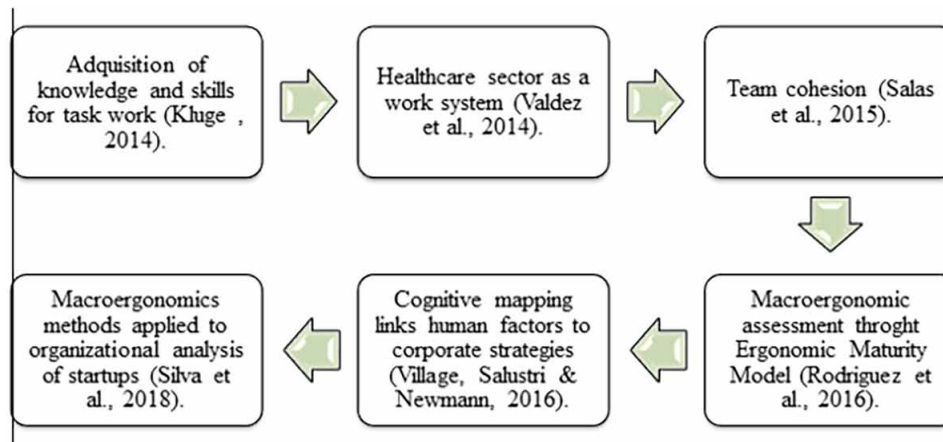 Adquisition of
knowledge and skills
for task work (Kluge ,
2014).
Healthcare sector as a
work system (Valdez
et al., 2014).
Team cohesion (Salas
et al., 2015).
Macroergonomic
assessment throght
Ergonomic Maturity
Model (Rodriguez et
al., 2016).
Cognitive mapping
links human factors to
corporate strategies
(Village, Salustri &
Newmann, 2016).
Macroergonomics
methods applied to
organizational analysis
of startups (Silva et
al., 2018).